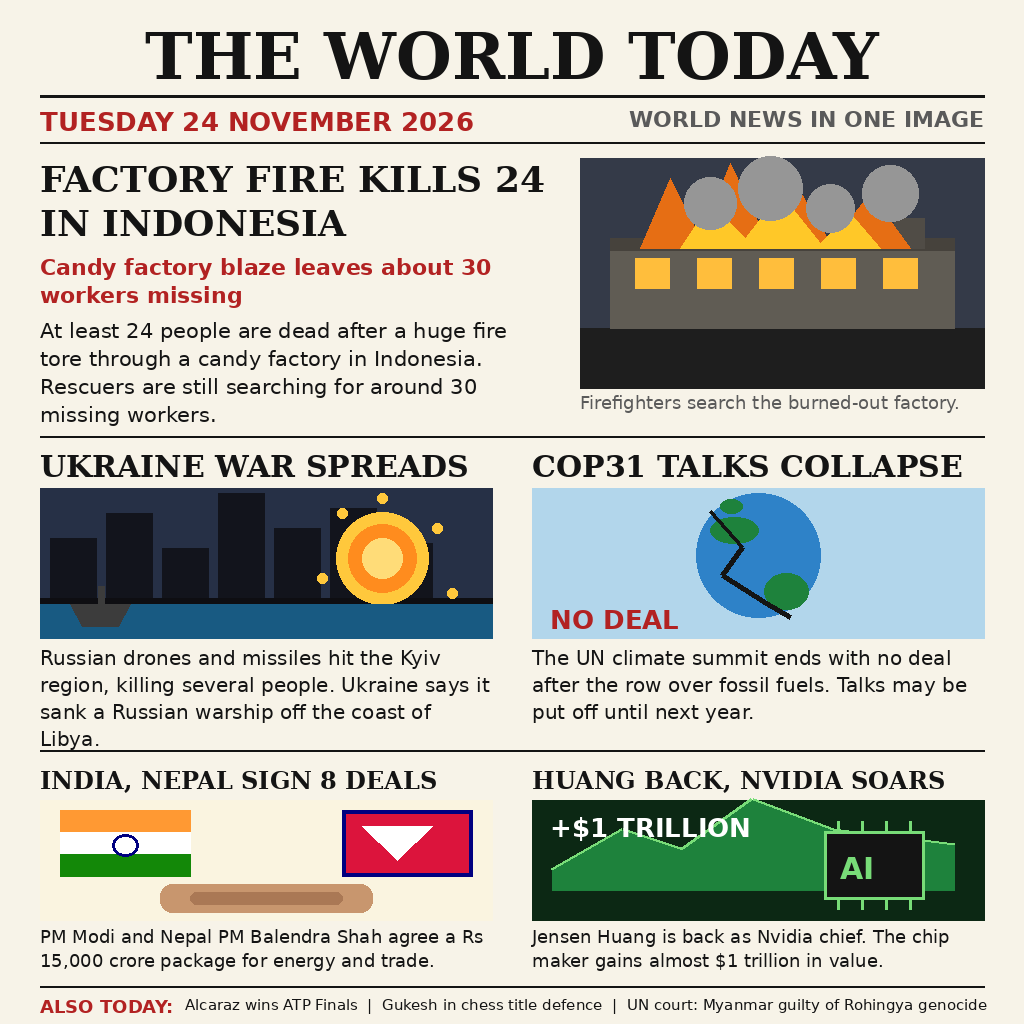 THE WORLD TODAY
TUESDAY 24 NOVEMBER 2026
WORLD NEWS IN ONE IMAGE
FACTORY FIRE KILLS 24
IN INDONESIA
Candy factory blaze leaves about 30
workers missing
At least 24 people are dead after a huge fire
tore through a candy factory in Indonesia.
Rescuers are still searching for around 30
missing workers.
Firefighters search the burned-out factory.
UKRAINE WAR SPREADS
Russian drones and missiles hit the Kyiv
region, killing several people. Ukraine says it
sank a Russian warship off the coast of
Libya.
COP31 TALKS COLLAPSE
NO DEAL
The UN climate summit ends with no deal
after the row over fossil fuels. Talks may be
put off until next year.
INDIA, NEPAL SIGN 8 DEALS
PM Modi and Nepal PM Balendra Shah agree a Rs
15,000 crore package for energy and trade.
HUANG BACK, NVIDIA SOARS
+$1 TRILLION
AI
Jensen Huang is back as Nvidia chief. The chip
maker gains almost $1 trillion in value.
ALSO TODAY: Alcaraz wins ATP Finals | Gukesh in chess title defence | UN court: Myanmar guilty of Rohingya genocide